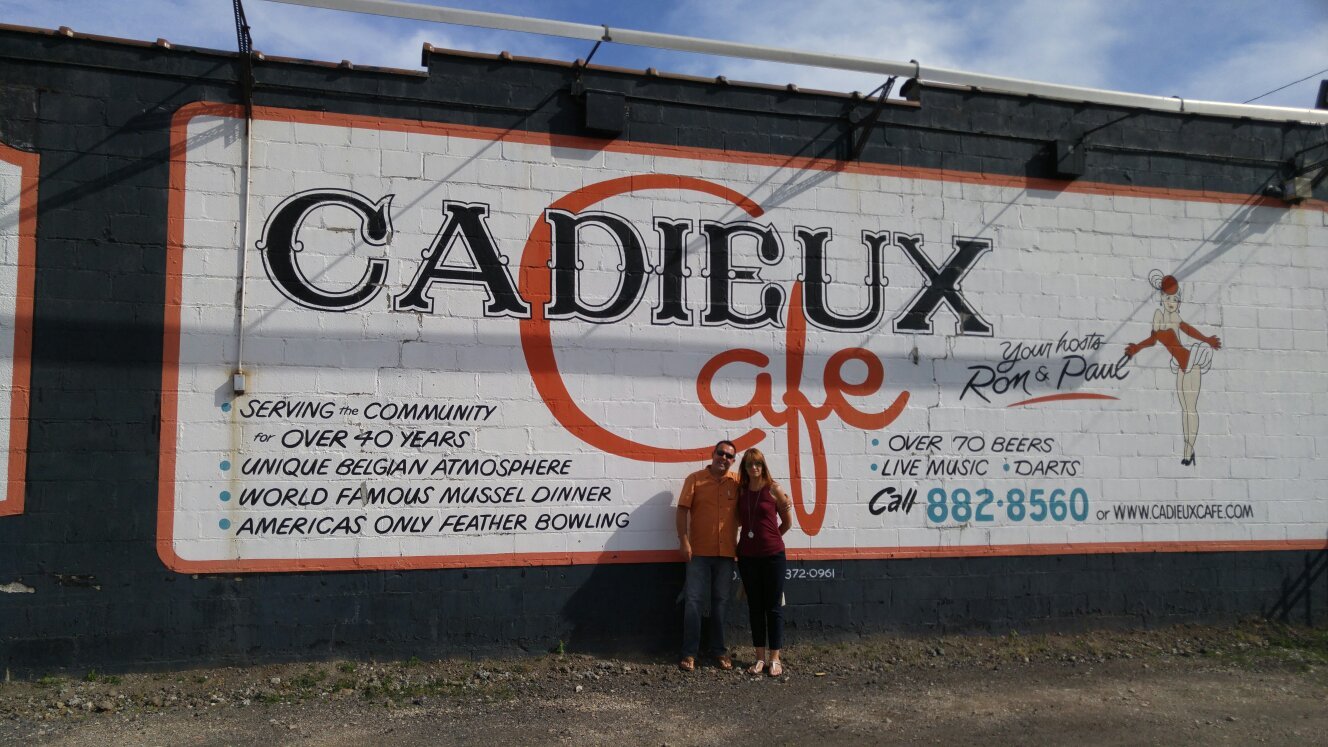 CADIEUX
Cafe
Your hosts
Ron & Paul
• SERVING the COMMUNITY
for OVER 40 YEARS
• UNIQUE BELGIAN ATMOSPHERE
• WORLD FAMOUS MUSSEL DINNER
• AMERICAS ONLY FEATHER BOWLING
• OVER 70 BEERS
• LIVE MUSIC • DARTS
Call 882·8560 or WWW.CADIEUXCAFE.COM
372·0961